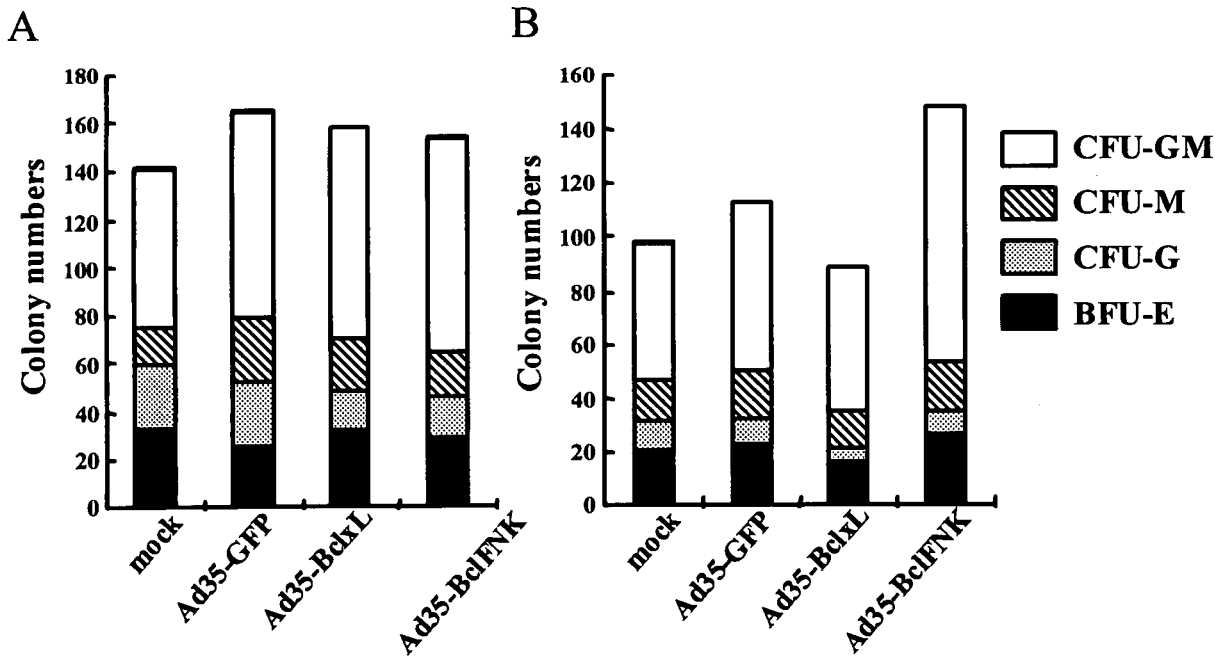 A
Colony numbers
180
160
140
120
100
80
60
40
20
0
mock
Ad35-GFP
Ad35-BclxL
Ad35-BclFNK
B
Colony numbers
160
140
120
100
80
60
40
20
0
mock
Ad35-GFP
Ad35-BclxL
Ad35-BclFNK
CFU-GM
CFU-M
CFU-G
BFU-E